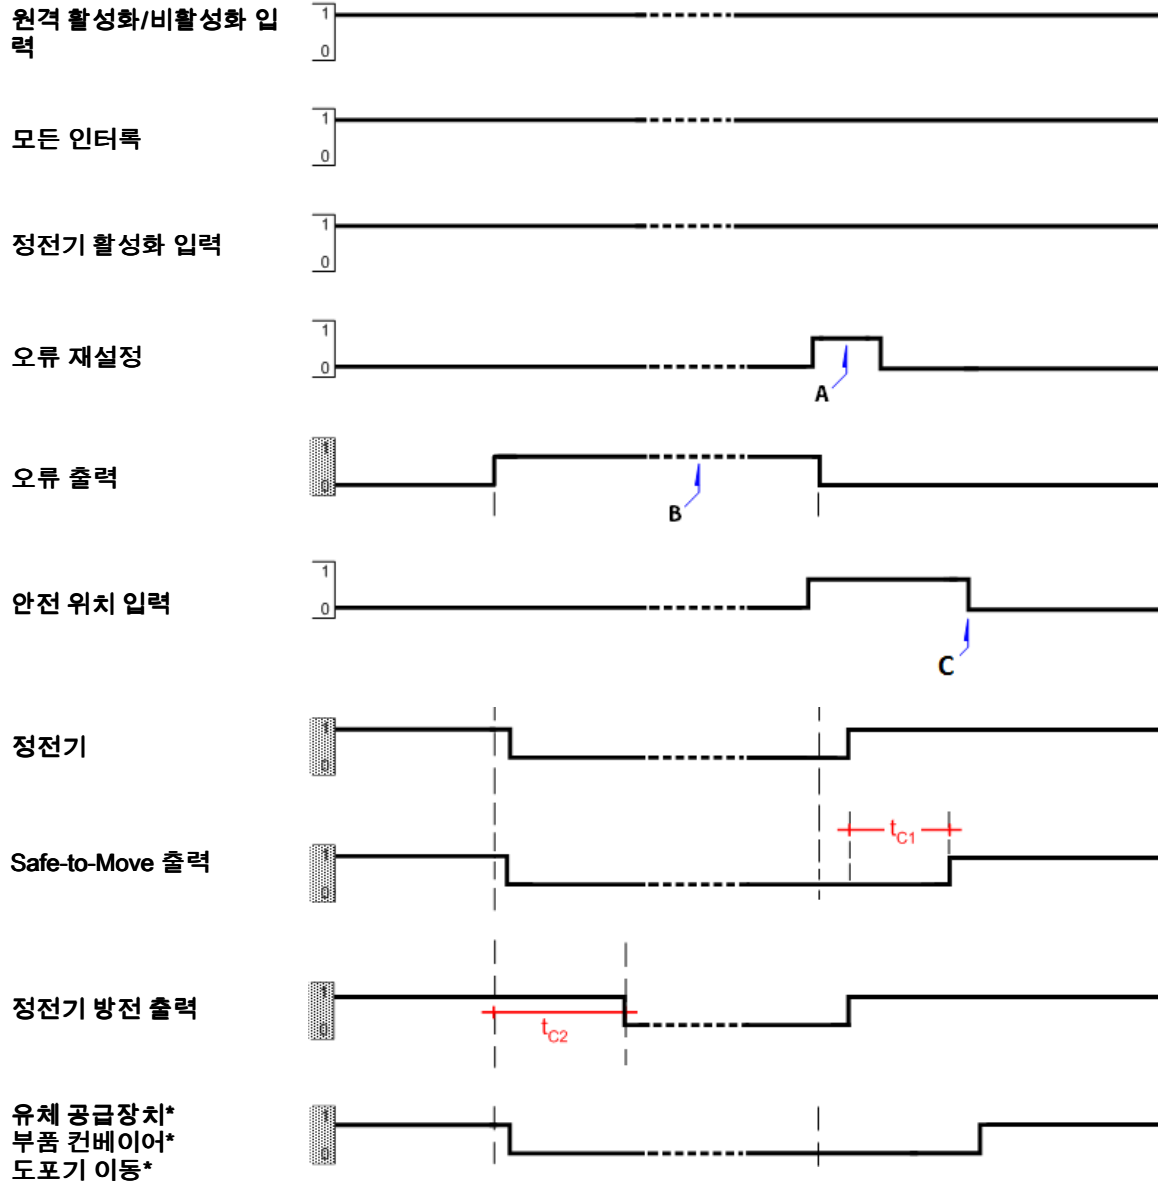 원격 활성화/비활성화 입
력
1
0
모든 인터록
1
0
정전기 활성화 입력
1
0
오류 재설정
1
0
A
오류 출력
1
0
B
안전 위치 입력
1
0
C
정전기
1
0
Safe-to-Move 출력
1
0
tC1
정전기 방전 출력
1
0
tC2
유체 공급장치*
부품 컨베이어*
도포기 이동*
1
0